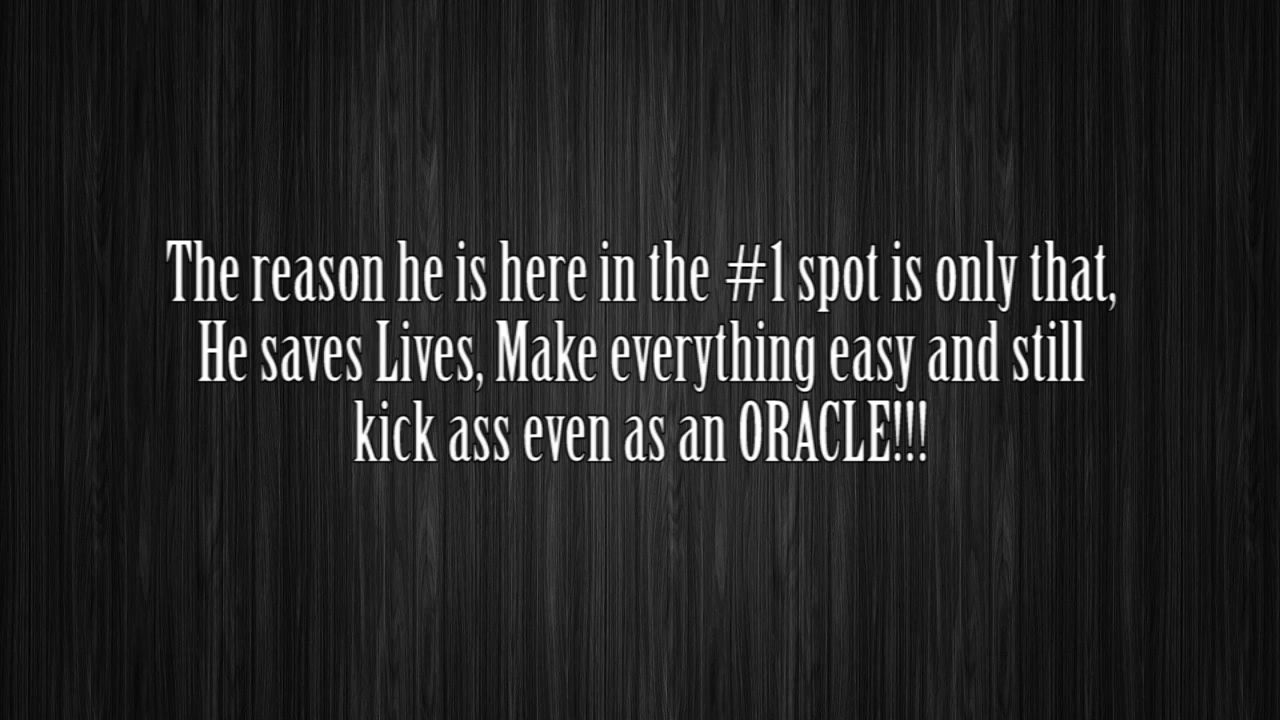 The reason he is here in the #1 spot is only that,
He saves Lives, Make everything easy and still
kick ass even as an ORACLE!!!